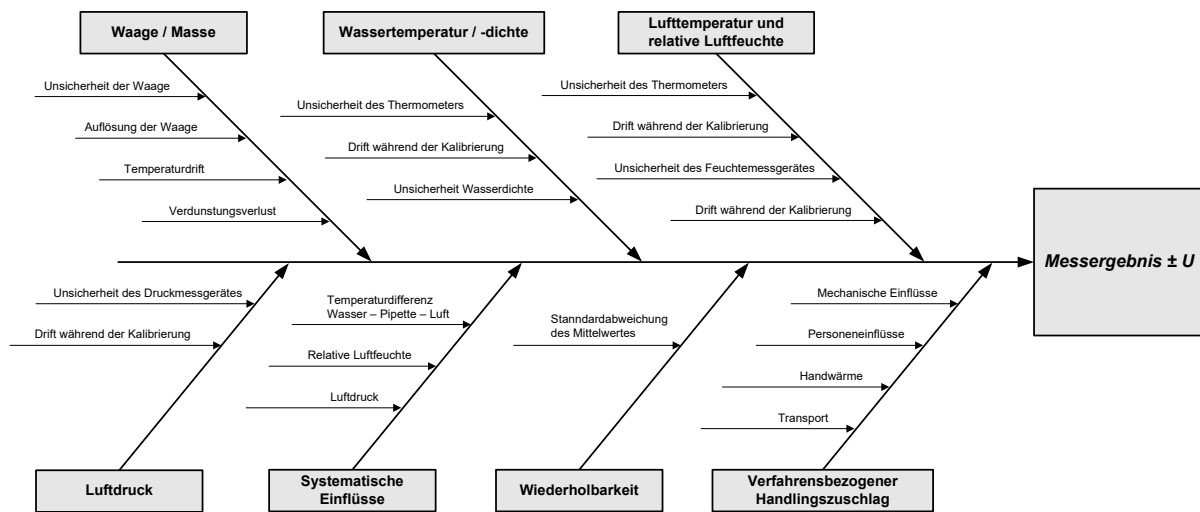 Waage / Masse
Unsicherheit der Waage
Auflösung der Waage
Temperaturdrift
Verdunstungsverlust
Wassertemperatur / -dichte
Unsicherheit des Thermometers
Drift während der Kalibrierung
Unsicherheit Wasserdichte
Lufttemperatur und
relative Luftfeuchte
Unsicherheit des Thermometers
Drift während der Kalibrierung
Unsicherheit des Feuchtemessgerätes
Drift während der Kalibrierung
Messergebnis ± U
Unsicherheit des Druckmessgerätes
Drift während der Kalibrierung
Luftdruck
Temperaturdifferenz
Wasser – Pipette – Luft
Relative Luftfeuchte
Luftdruck
Systematische
Einflüsse
Stanndardabweichung
des Mittelwertes
Wiederholbarkeit
Mechanische Einflüsse
Personeneinflüsse
Handwärme
Transport
Verfahrensbezogener
Handlingszuschlag